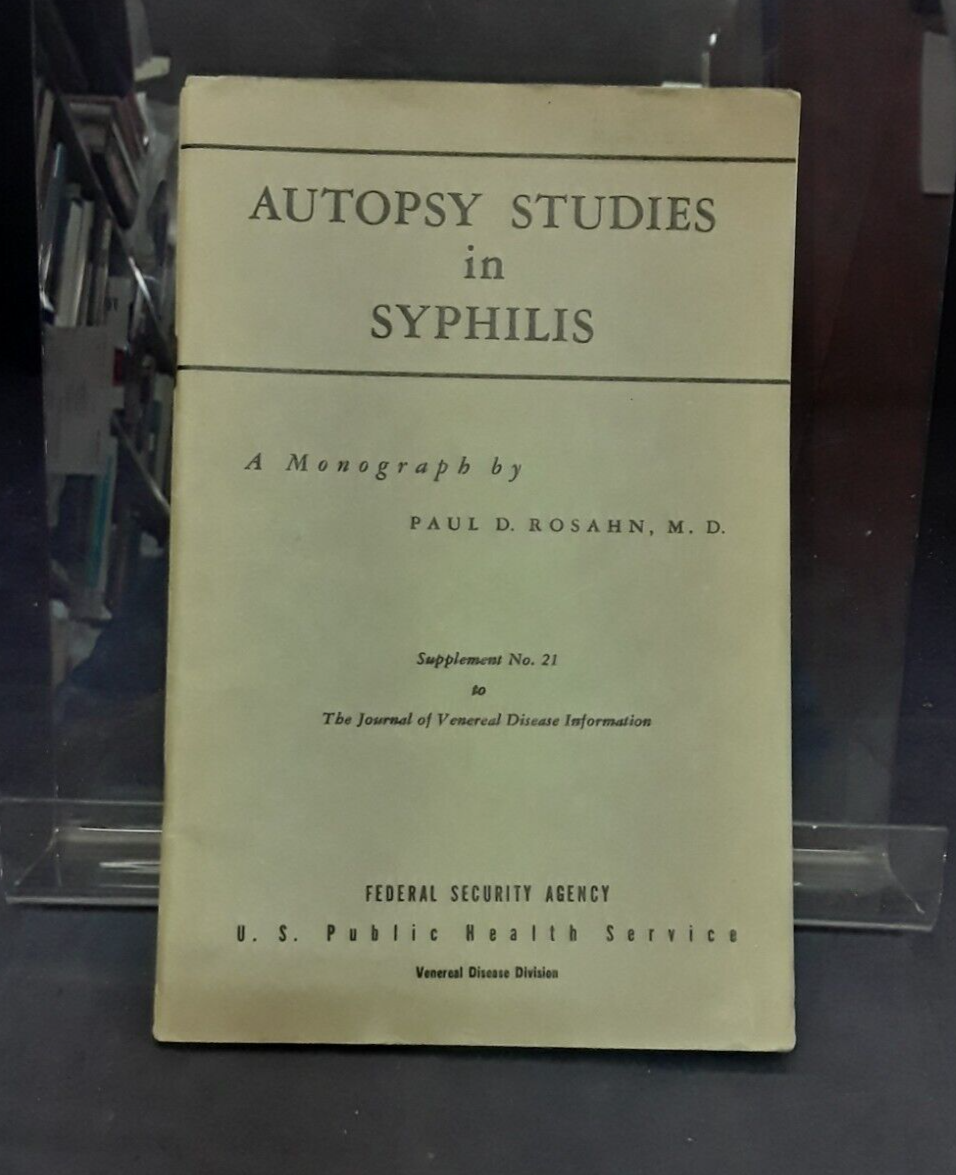 AUTOPSY STUDIES
in
SYPHILIS
A Monograph by
PAUL D. ROSAHN, M. D.
Supplement No. 21
to
The Journal of Venereal Disease Information
FEDERAL SECURITY AGENCY
U. S. Public Health Service
Venereal Disease Division